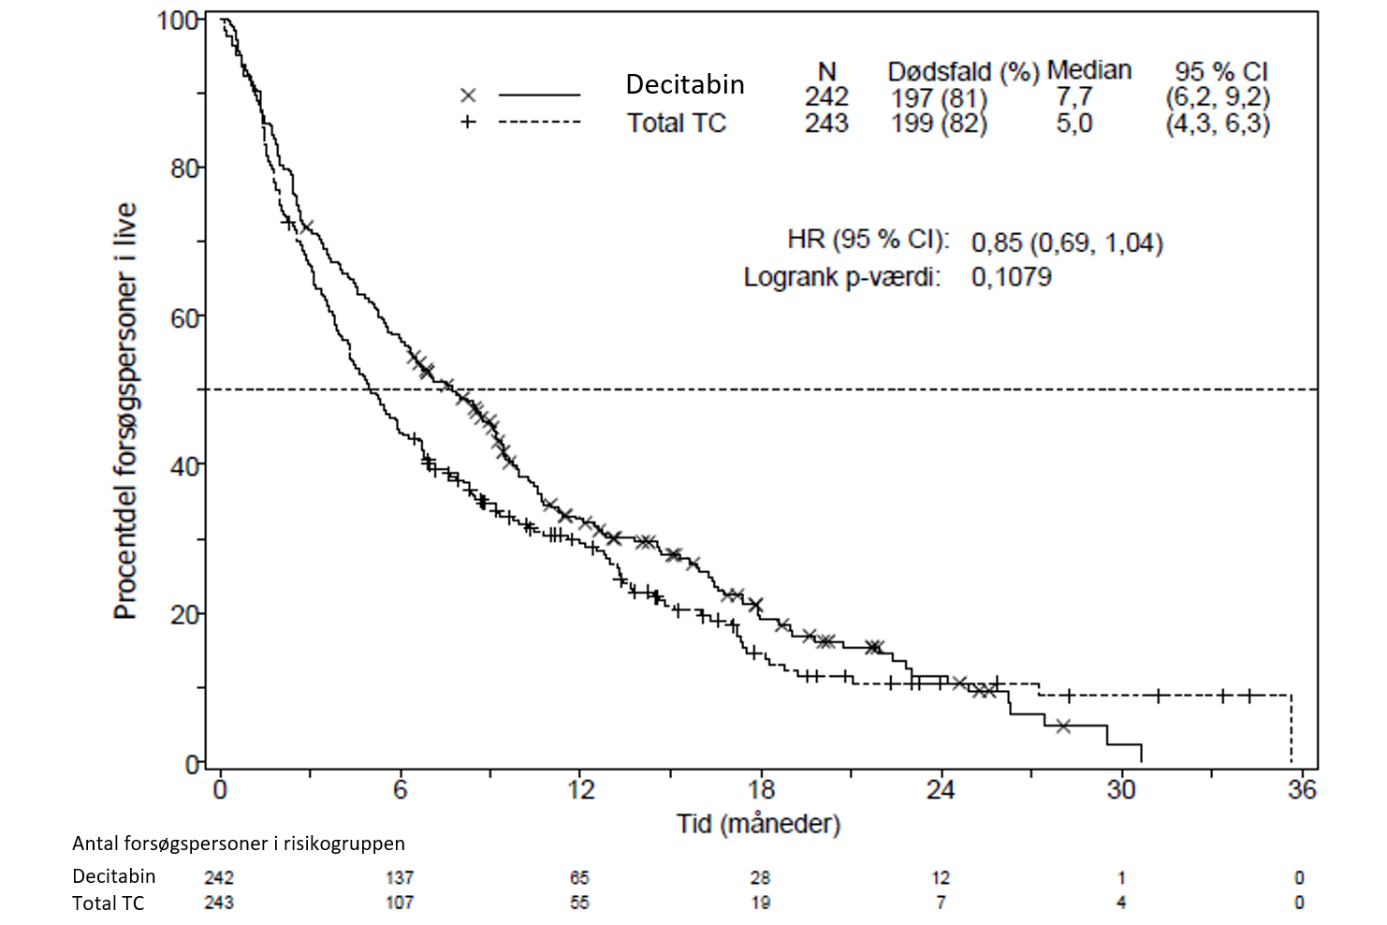 N Dødsfald (%) Median 95 % CI
Decitabin 242 197 (81) 7,7 (6,2, 9,2)
Total TC 243 199 (82) 5,0 (4,3, 6,3)
HR (95 % CI): 0,85 (0,69, 1,04)
Logrank p-værdi: 0,1079
Procentdel forsøgspersoner i live
100
80
60
40
20
0
0 6 12 18 24 30 36
Tid (måneder)
Antal forsøgspersoner i risikogruppen
Decitabin 242 137 65 28 12 1 0
Total TC 243 107 55 19 7 4 0